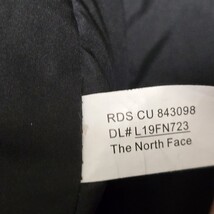 RDS CU 843098
DL# L19FN723
The North Face